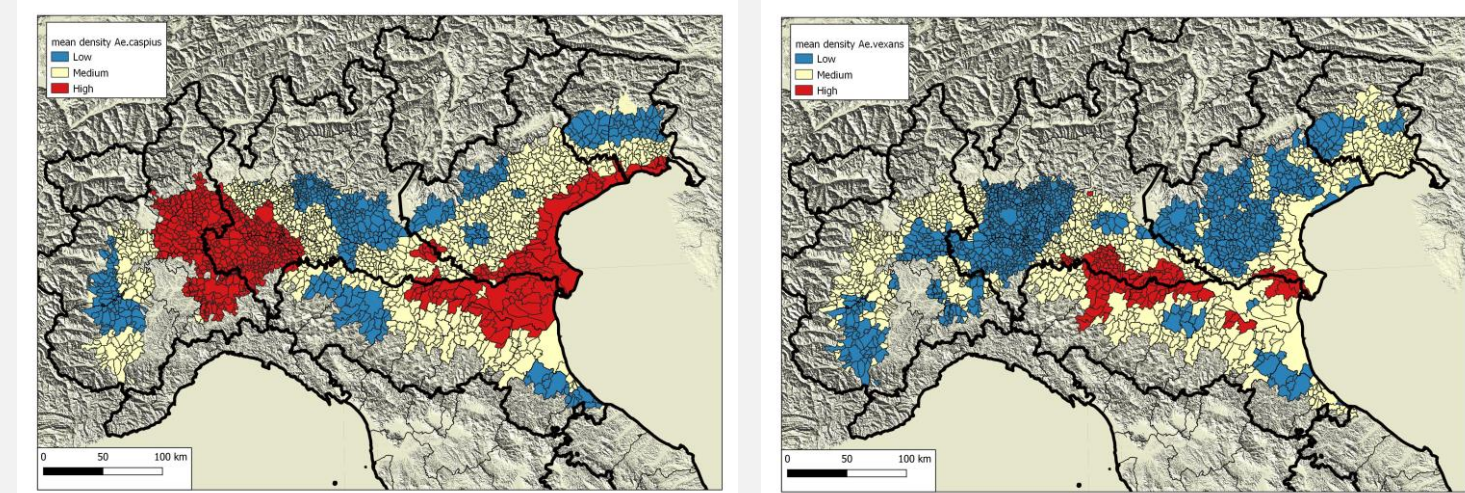 mean density Ae.caspius
Low
Medium
High
0 50 100 km
mean density Ae.vexans
Low
Medium
High
0 50 100 km